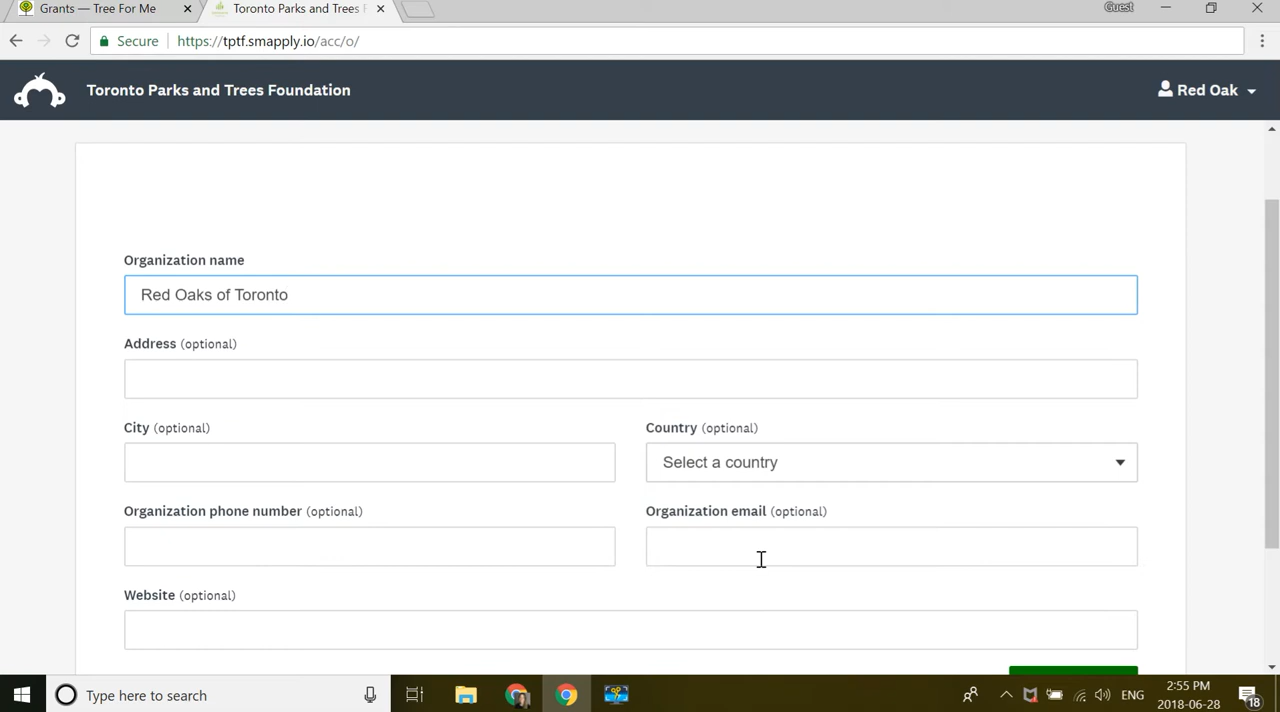 Grants — Tree For Me
Toronto Parks and Trees F
Guest
Secure
https://tptf.smapply.io/acc/o/
Toronto Parks and Trees Foundation
Red Oak
Organization name
Red Oaks of Toronto
Address (optional)
City (optional)
Country (optional)
Select a country
Organization phone number (optional)
Organization email (optional)
Website (optional)
Type here to search
ENG
2:55 PM
2018-06-28
18